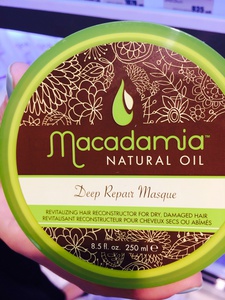 Macadamia™
NATURAL OIL
Deep Repair Masque
REVITALIZING HAIR RECONSTRUCTOR FOR DRY, DAMAGED HAIR
REVITALISANT RECONSTRUCTEUR POUR CHEVEUX SECS OU ABÎMÉS
8.5 fl. oz. 250 ml ℮